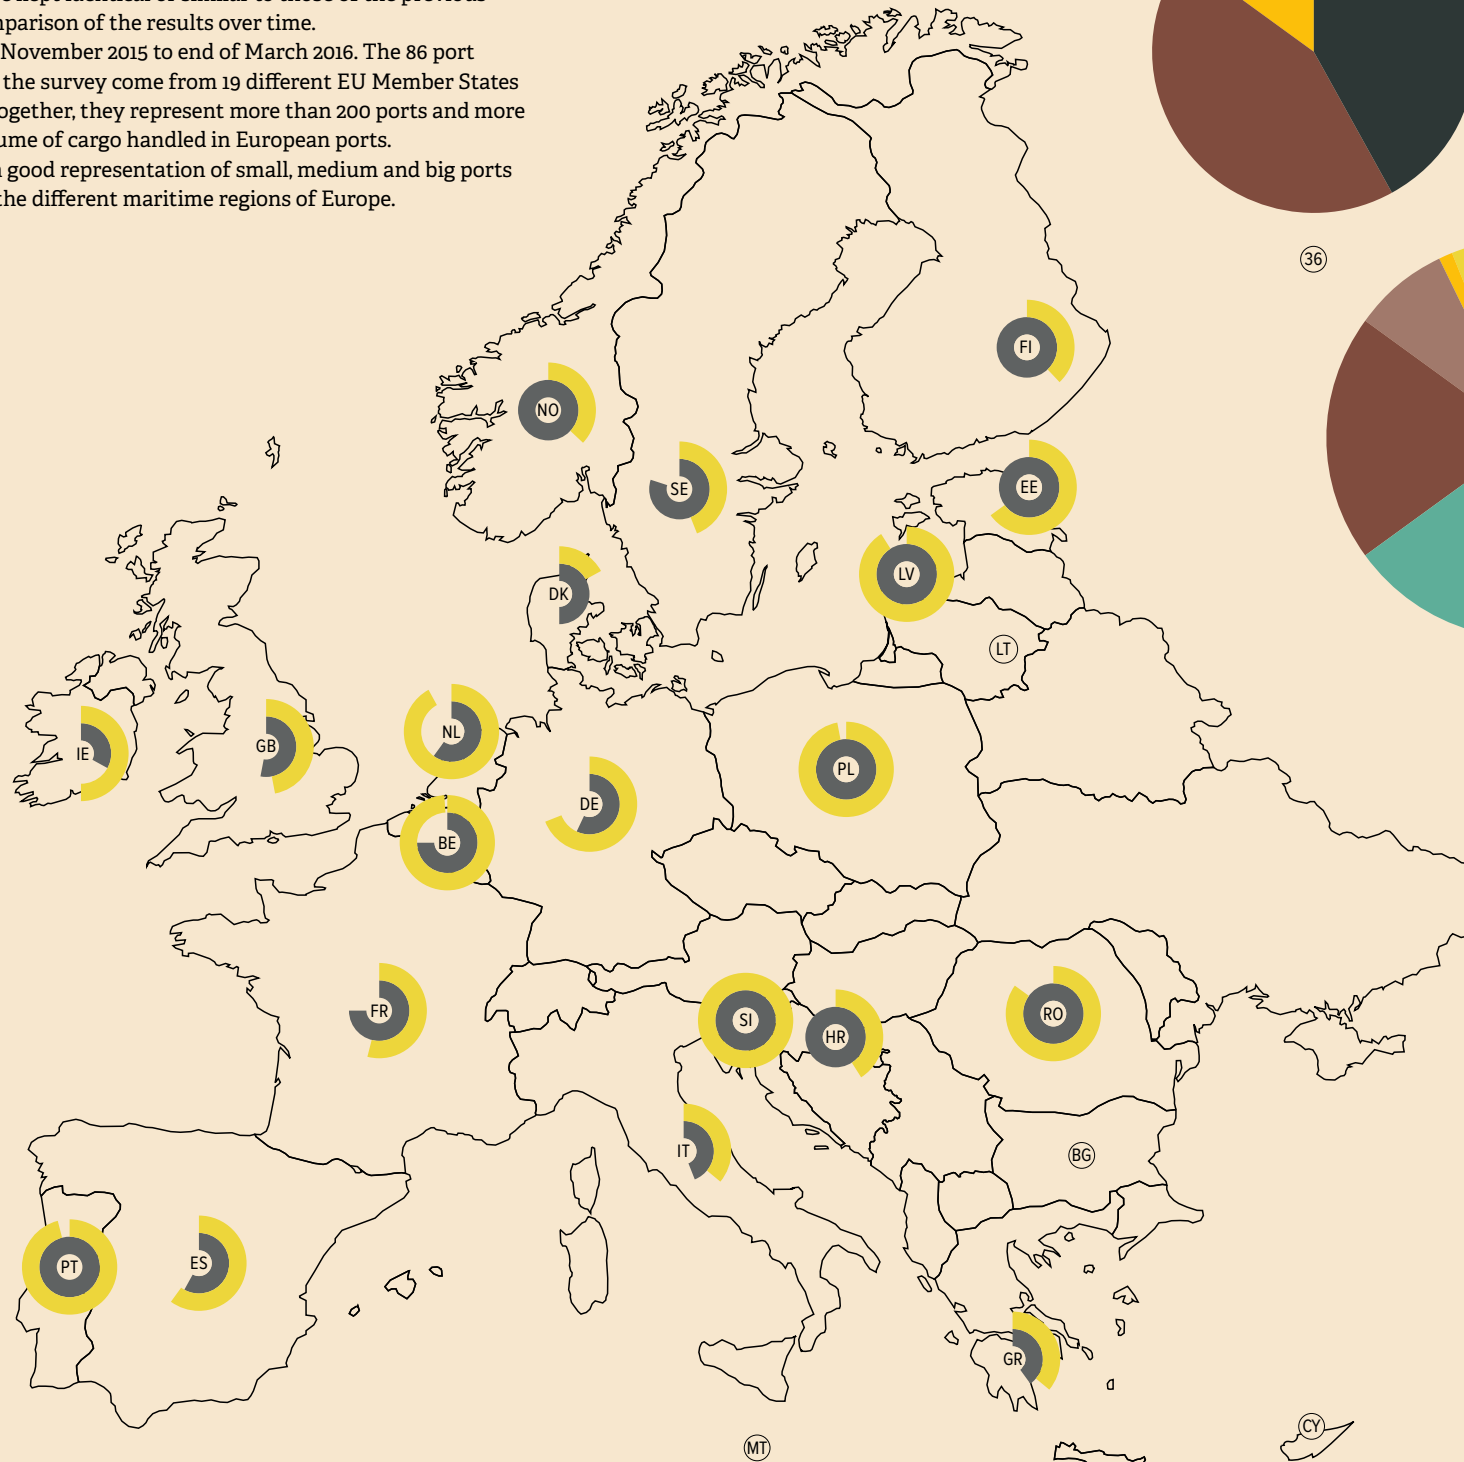 mparison of the results over time.
November 2015 to end of March 2016. The 86 port
the survey come from 19 different EU Member States
ogether, they represent more than 200 ports and more
ume of cargo handled in European ports.
good representation of small, medium and big ports
the different maritime regions of Europe.
36
FI
NO
SE
EE
LV
DK
LT
NL
IE
GB
PL
DE
BE
FR
SI
HR
RO
IT
BG
PT
ES
GR
CY
MT